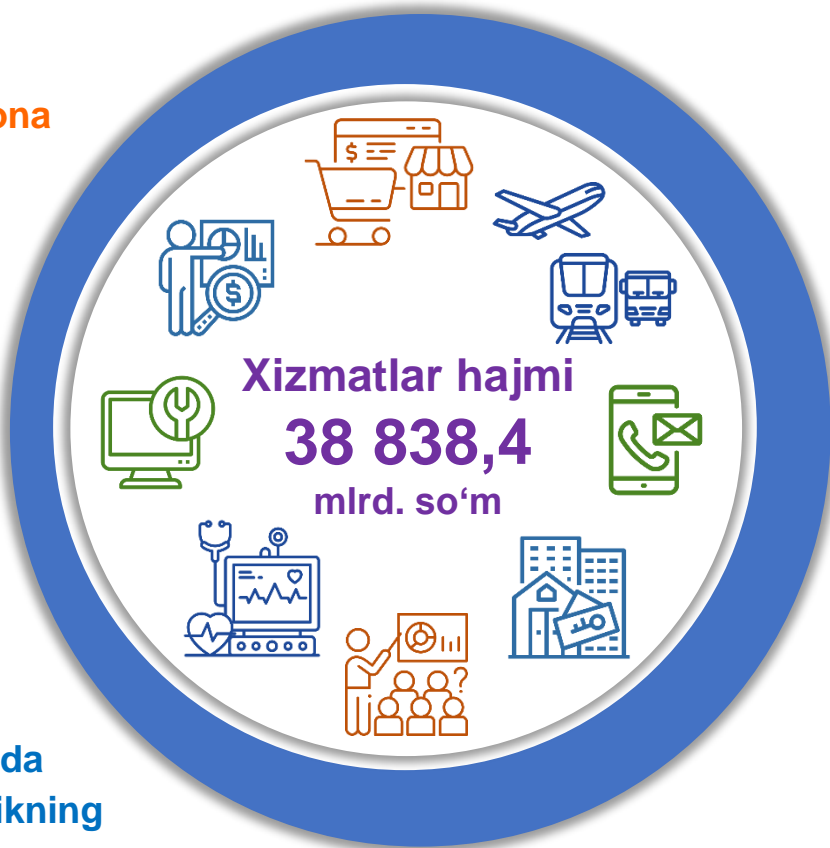 ona
Xizmatlar hajmi
38 838,4
mlrd. so‘m
da
ikning